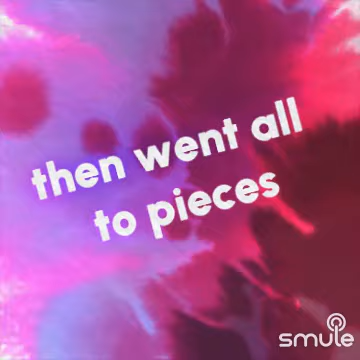 then went all
to pieces
smule